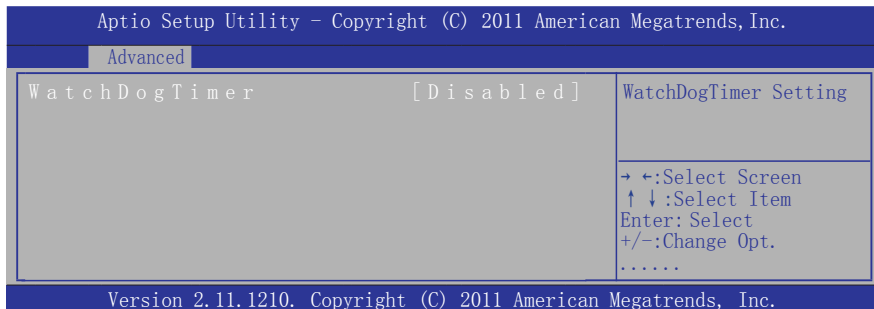 Aptio Setup Utility - Copyright (C) 2011 American Megatrends,Inc.
Advanced
WatchDogTimer [Disabled]
WatchDogTimer Setting
→ ←:Select Screen
↑ ↓:Select Item
Enter: Select
+/-:Change Opt.
......
Version 2.11.1210. Copyright (C) 2011 American Megatrends, Inc.